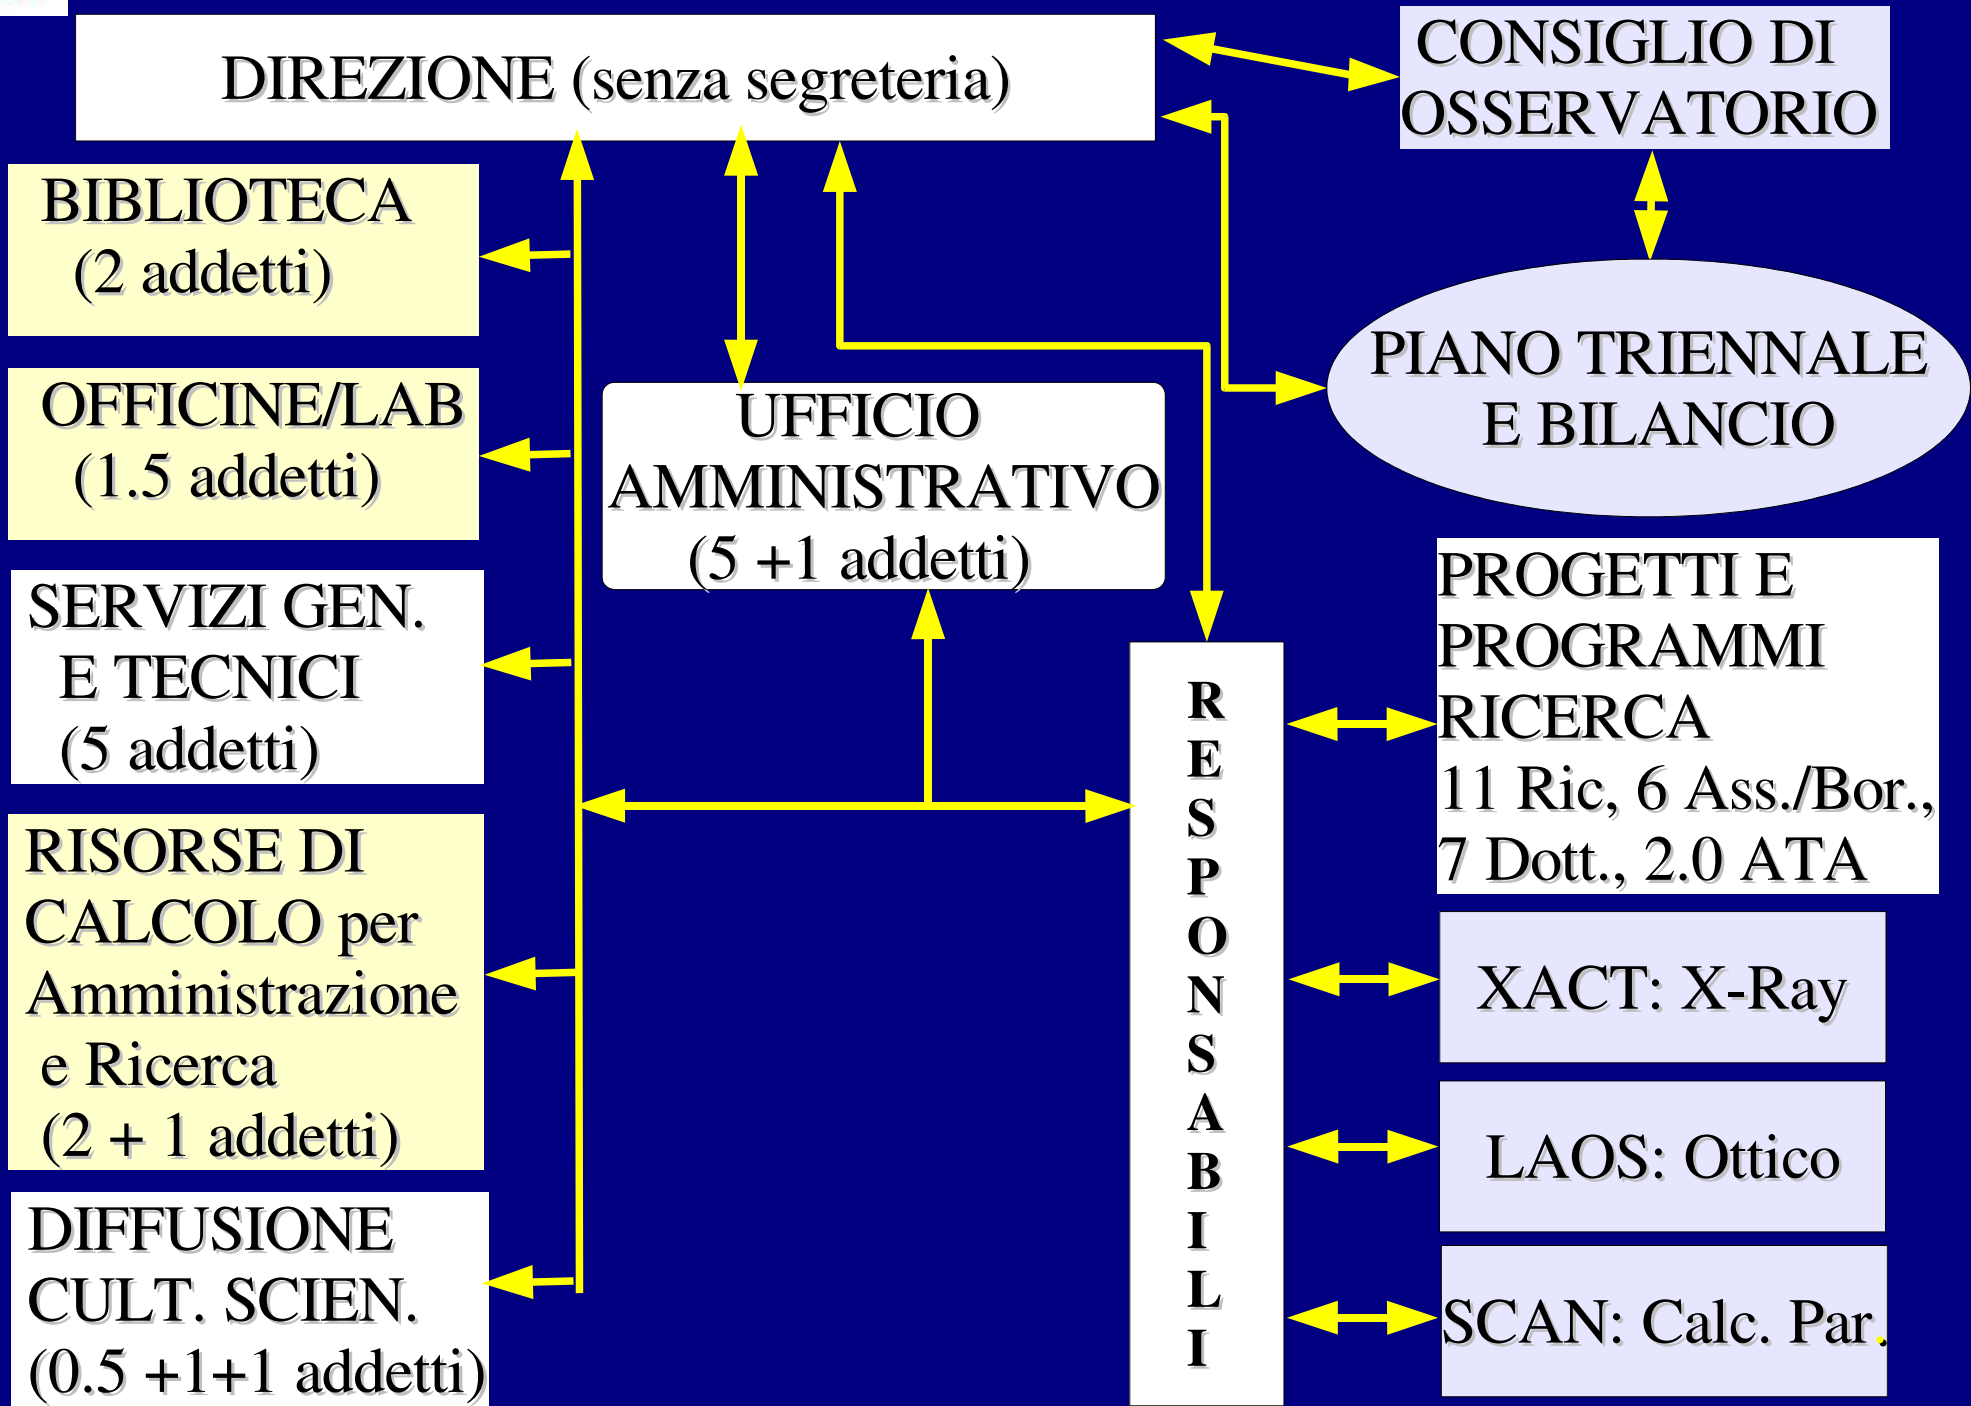 DIREZIONE (senza segreteria)
CONSIGLIO DI
OSSERVATORIO
BIBLIOTECA
(2 addetti)
OFFICINE/LAB
(1.5 addetti)
SERVIZI GEN.
E TECNICI
(5 addetti)
RISORSE DI
CALCOLO per
Amministrazione
e Ricerca
(2 + 1 addetti)
DIFFUSIONE
CULT. SCIEN.
(0.5 +1+1 addetti)
UFFICIO
AMMINISTRATIVO
(5 +1 addetti)
PIANO TRIENNALE
E BILANCIO
RESPONSABILI
PROGETTI E
PROGRAMMI
RICERCA
11 Ric, 6 Ass./Bor.,
7 Dott., 2.0 ATA
XACT: X-Ray
LAOS: Ottico
SCAN: Calc. Par.